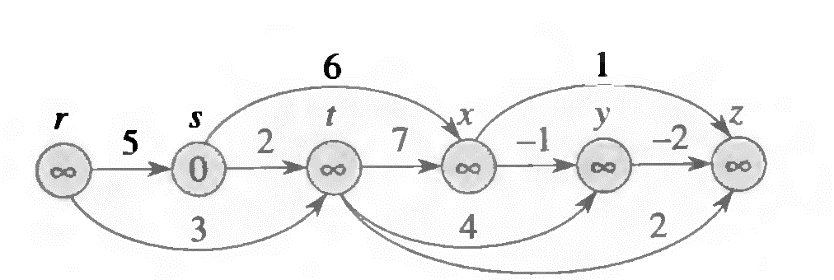 6 1
r s t x y z
5 2 7 –1 –2
∞ 0 ∞ ∞ ∞ ∞
3 4 2